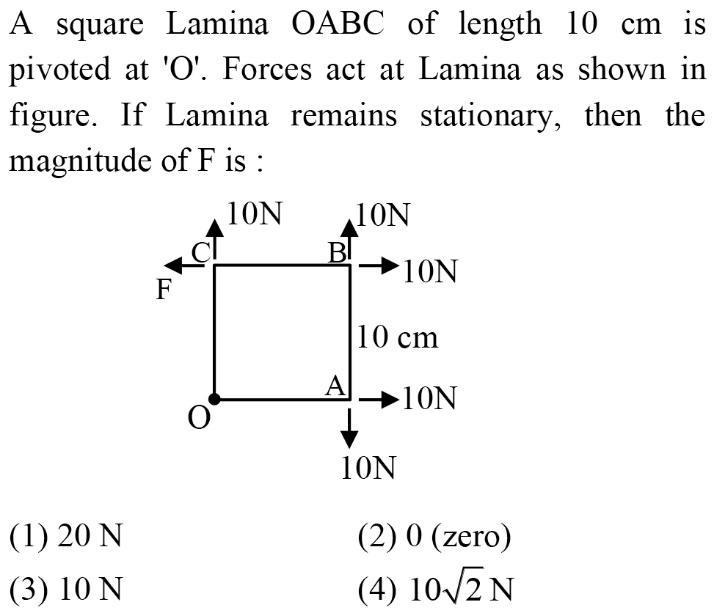 A square Lamina OABC of length 10 cm is
pivoted at 'O'. Forces act at Lamina as shown in
figure. If Lamina remains stationary, then the
magnitude of F is :
10N 10N
C B
F 10N
10 cm
A 10N
O
10N
(1) 20 N (2) 0 (zero)
(3) 10 N (4) 10√2 N